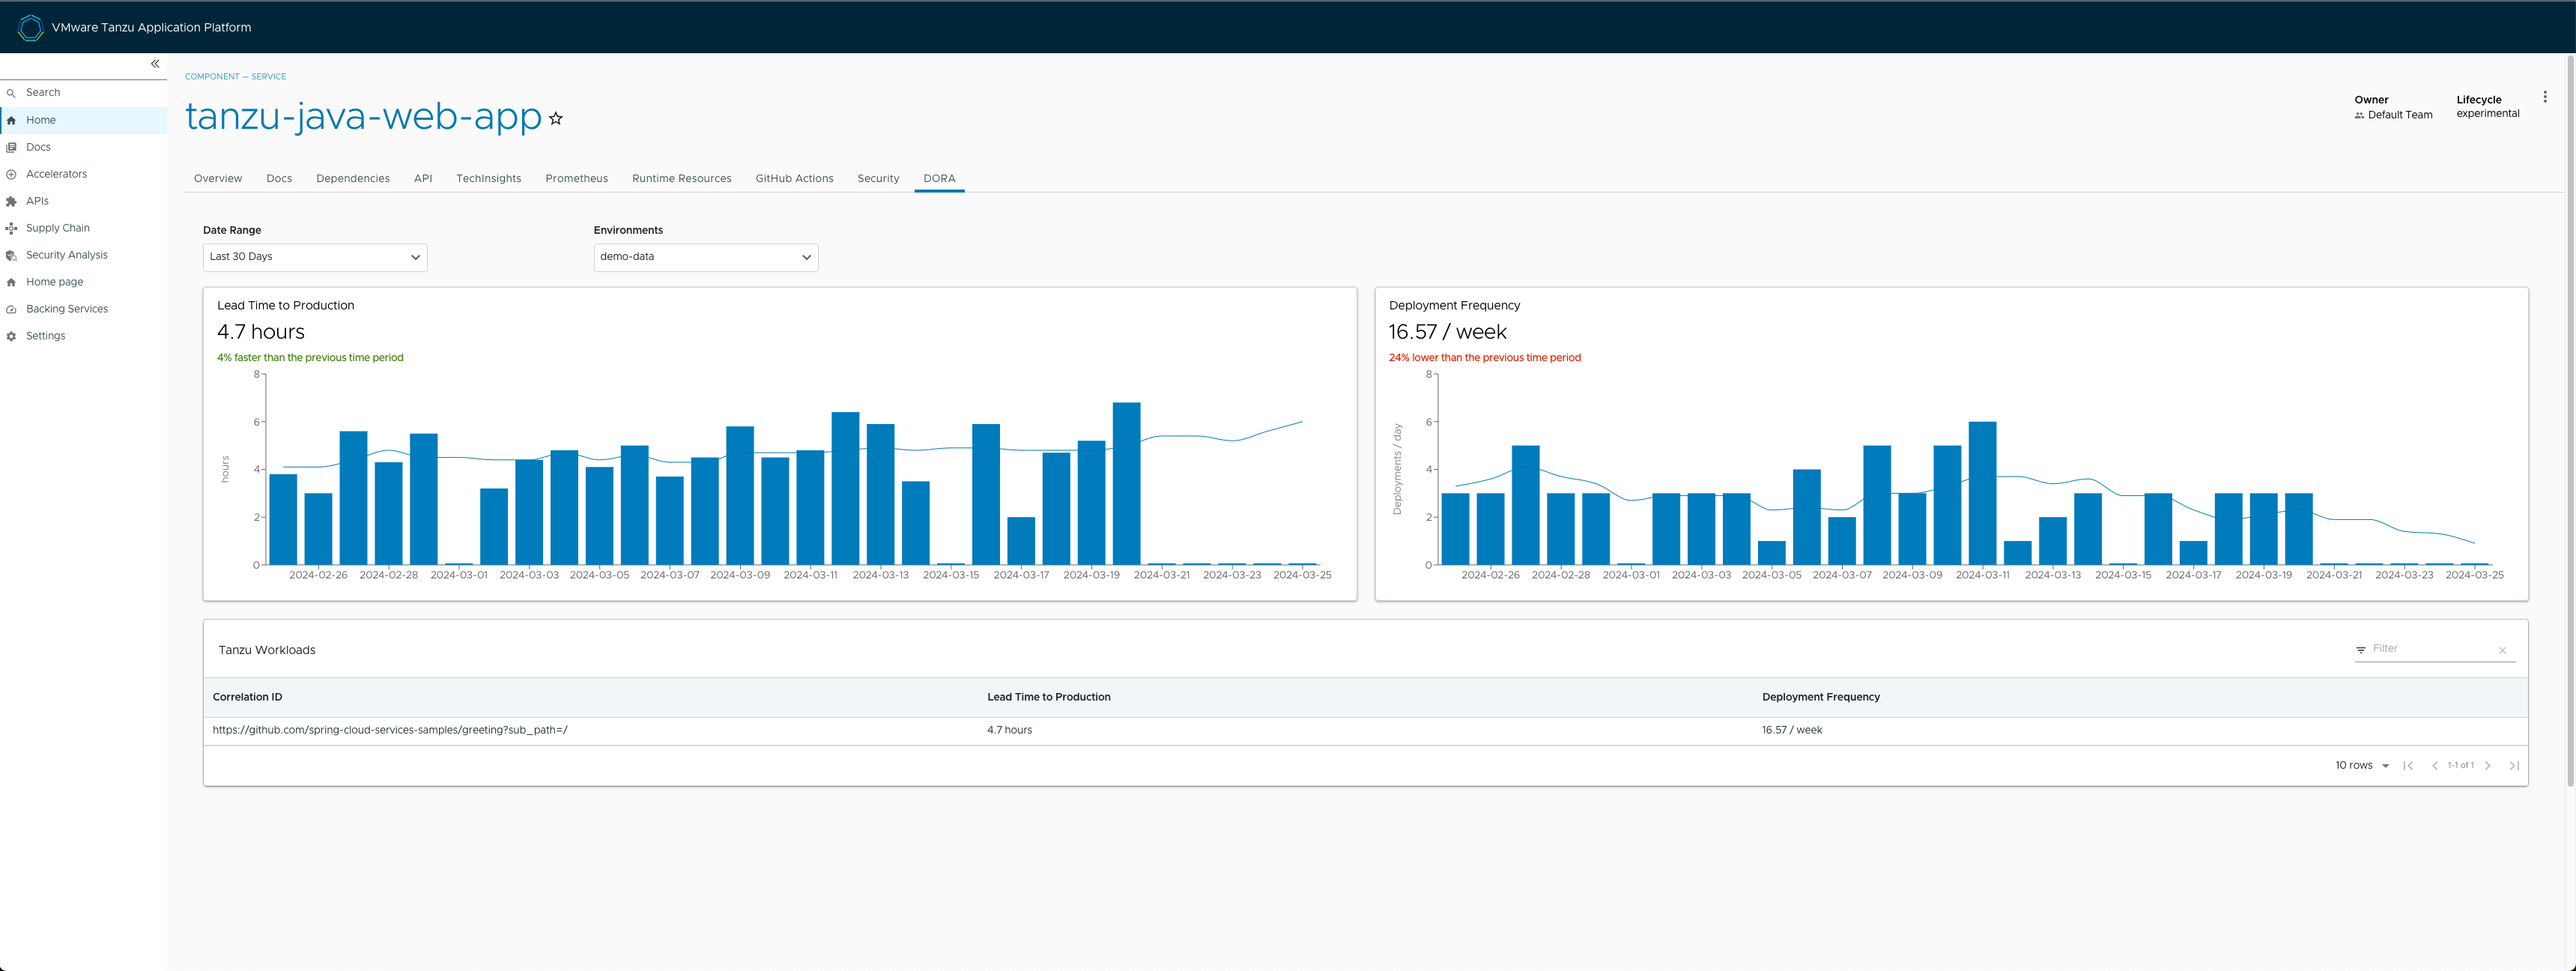 VMware Tanzu Application Platform
Search
Home
Docs
Accelerators
APIs
Supply Chain
Security Analysis
Home page
Backing Services
Settings
COMPONENT — SERVICE
tanzu-java-web-app
Owner
Default Team
Lifecycle
experimental
Overview Docs Dependencies API TechInsights Prometheus Runtime Resources GitHub Actions Security DORA
Date Range
Last 30 Days
Environments
demo-data
Lead Time to Production
4.7 hours
4% faster than the previous time period
8
6
4
2
0
hours
2024-02-26 2024-02-28 2024-03-01 2024-03-03 2024-03-05 2024-03-07 2024-03-09 2024-03-11 2024-03-13 2024-03-15 2024-03-17 2024-03-19 2024-03-21 2024-03-23 2024-03-25
Deployment Frequency
16.57 / week
24% lower than the previous time period
8
6
4
2
0
Deployments / day
2024-02-26 2024-02-28 2024-03-01 2024-03-03 2024-03-05 2024-03-07 2024-03-09 2024-03-11 2024-03-13 2024-03-15 2024-03-17 2024-03-19 2024-03-21 2024-03-23 2024-03-25
Tanzu Workloads
Filter
Correlation ID Lead Time to Production Deployment Frequency
https://github.com/spring-cloud-services-samples/greeting?sub_path=/ 4.7 hours 16.57 / week
10 rows 1-1 of 1